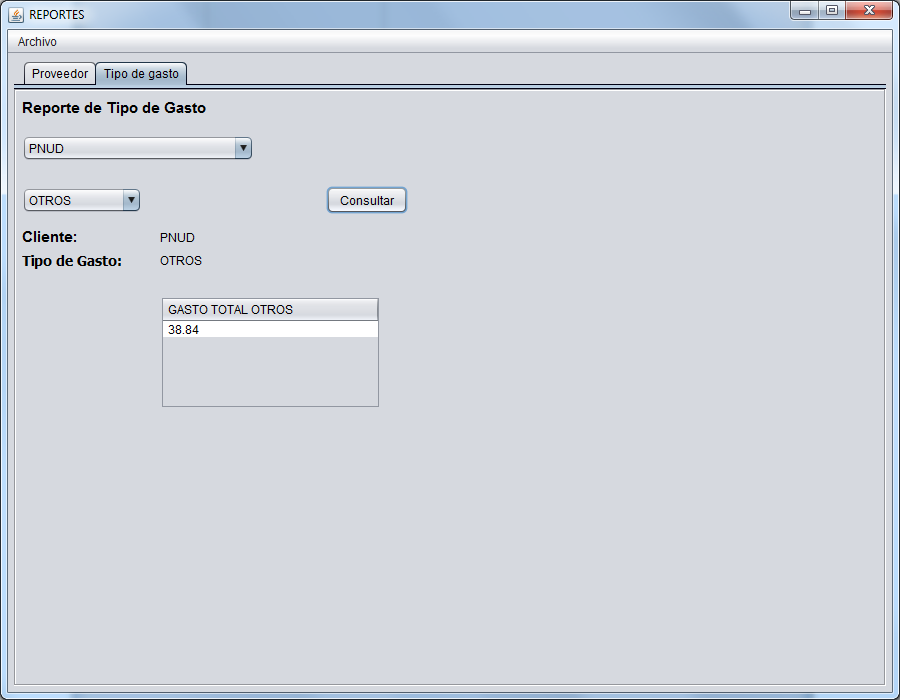 REPORTES
Archivo
Proveedor Tipo de gasto
Reporte de Tipo de Gasto
PNUD
OTROS Consultar
Cliente: PNUD
Tipo de Gasto: OTROS
GASTO TOTAL OTROS
38.84